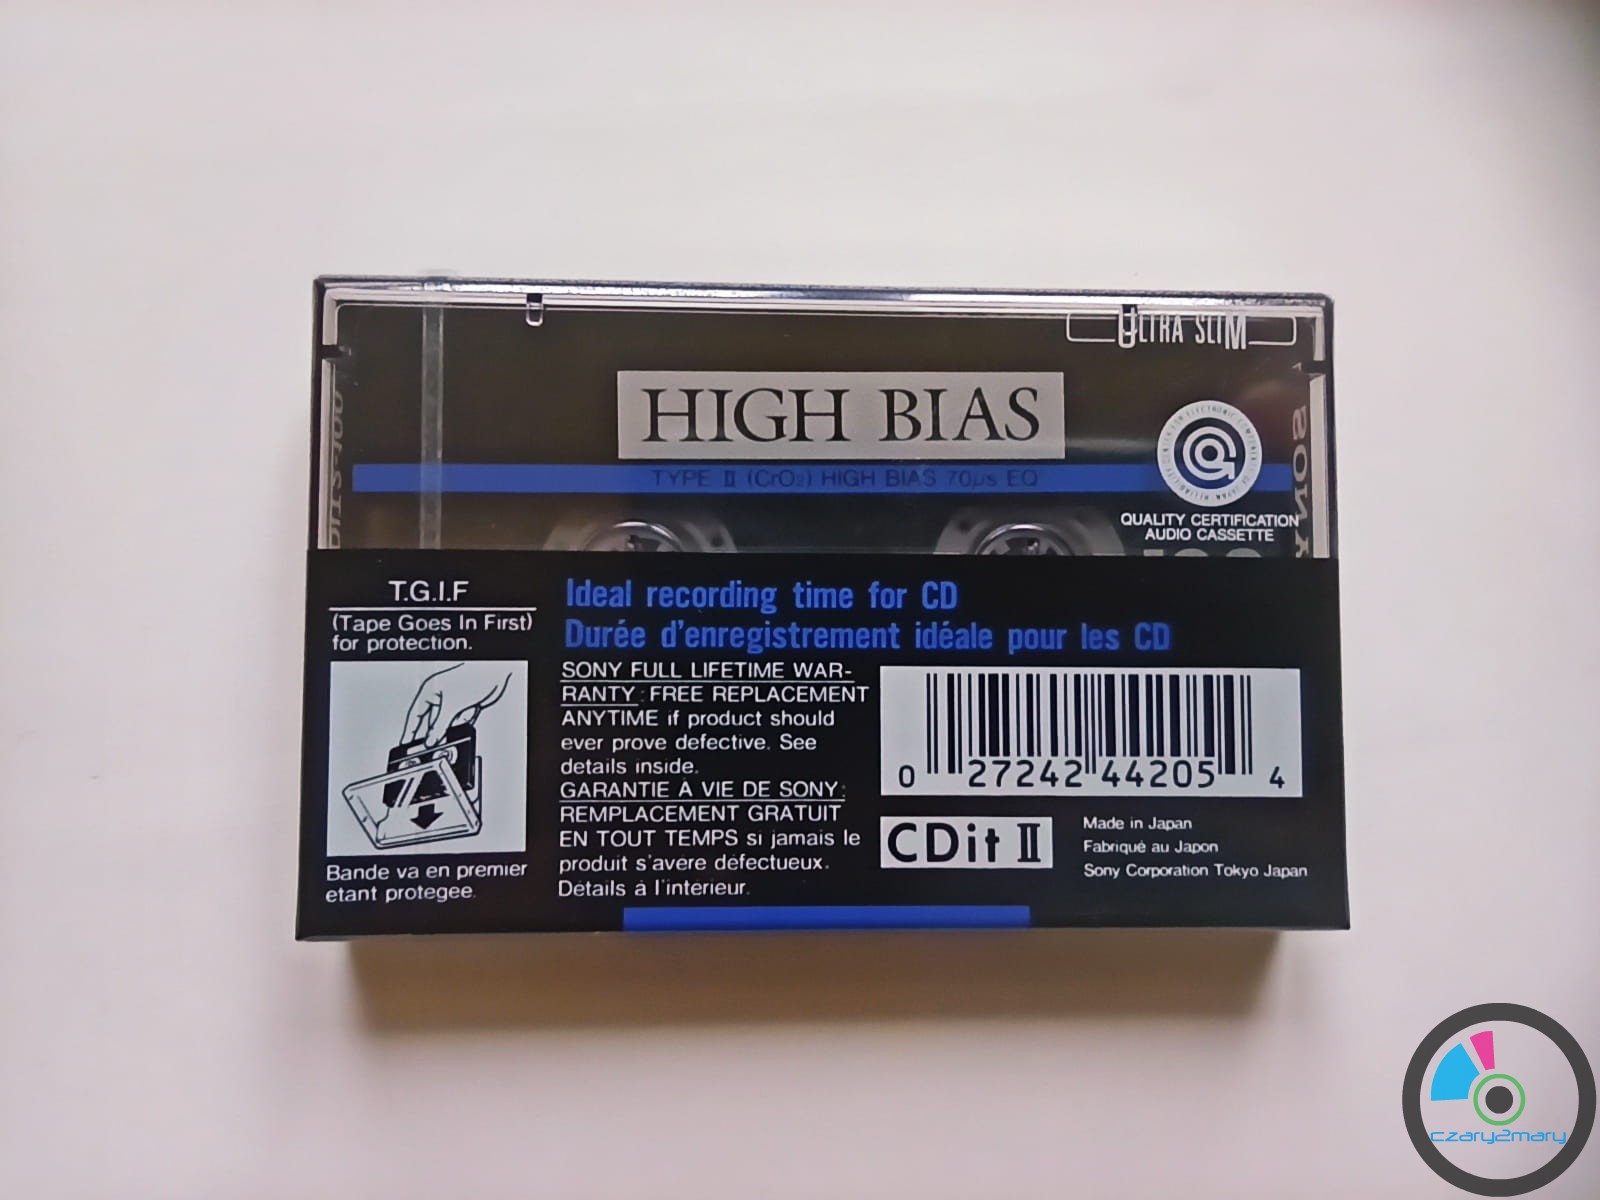 ULTRA SLIM
HIGH BIAS
TYPE II (CrO2) HIGH BIAS 70µs EQ
SONY
QUALITY CERTIFICATION
AUDIO CASSETTE
T.G.I.F
(Tape Goes In First)
for protection.
Bande va en premier
etant protegee.
Ideal recording time for CD
Durée d'enregistrement idéale pour les CD
SONY FULL LIFETIME WAR-
RANTY: FREE REPLACEMENT
ANYTIME if product should
ever prove defective. See
details inside.
GARANTIE À VIE DE SONY:
REMPLACEMENT GRATUIT
EN TOUT TEMPS si jamais le
produit s'avere défectueux.
Détails á l'intérieur.
0 27242 44205 4
CDit II
Made in Japan
Fabriqué au Japon
Sony Corporation Tokyo Japan
czary2mary